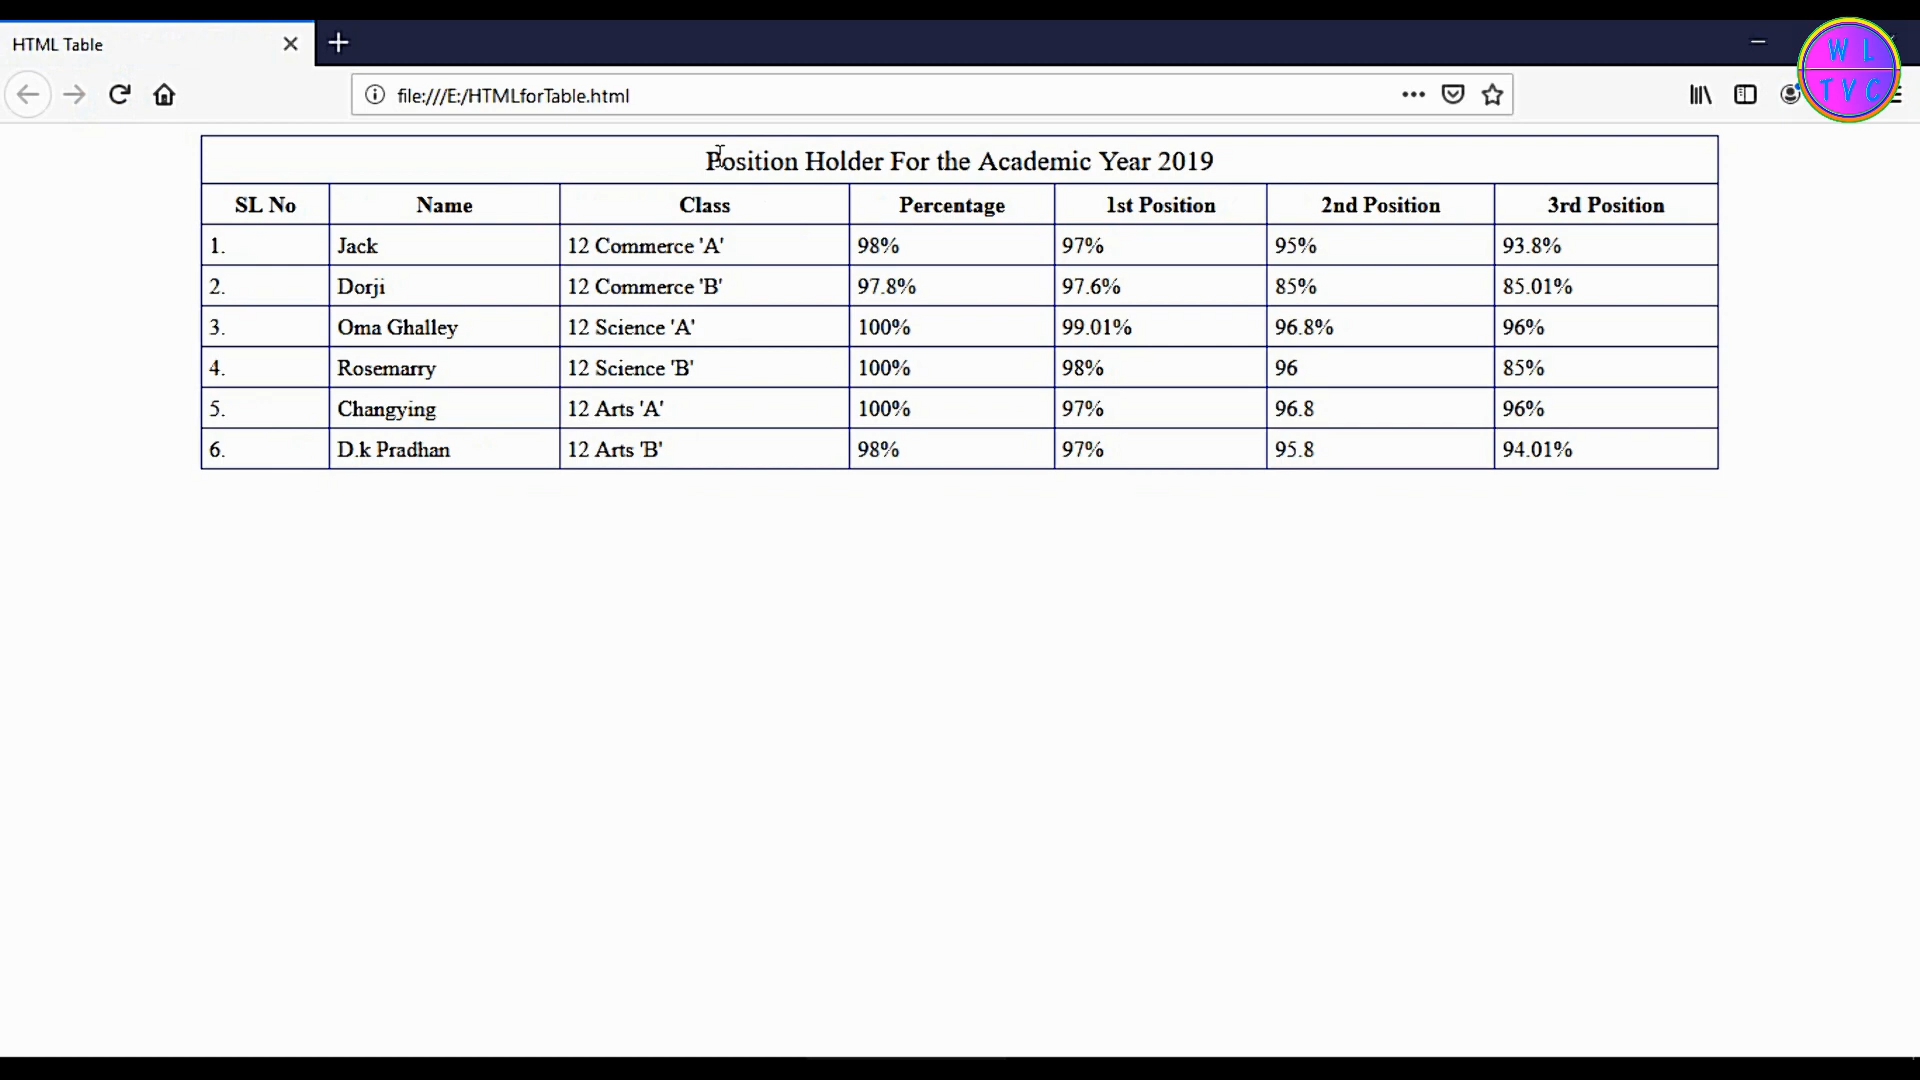 HTML Table
W L
T V C
file:///E:/HTMLforTable.html
Position Holder For the Academic Year 2019
SL No Name Class Percentage 1st Position 2nd Position 3rd Position
1. Jack 12 Commerce 'A' 98% 97% 95% 93.8%
2. Dorji 12 Commerce 'B' 97.8% 97.6% 85% 85.01%
3. Oma Ghalley 12 Science 'A' 100% 99.01% 96.8% 96%
4. Rosemarry 12 Science 'B' 100% 98% 96 85%
5. Changying 12 Arts 'A' 100% 97% 96.8 96%
6. D.k Pradhan 12 Arts 'B' 98% 97% 95.8 94.01%